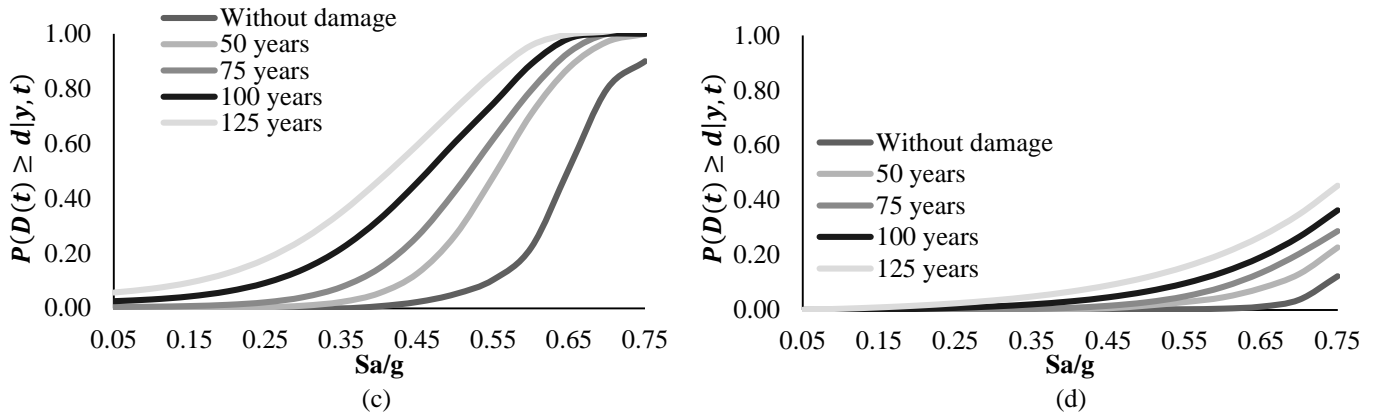 Without damage
50 years
75 years
100 years
125 years
P(D(t) ≥ d|y,t)
1.00
0.80
0.60
0.40
0.20
0.00
0.05 0.15 0.25 0.35 0.45 0.55 0.65 0.75
Sa/g
(c)
Without damage
50 years
75 years
100 years
125 years
P(D(t) ≥ d|y,t)
1.00
0.80
0.60
0.40
0.20
0.00
0.05 0.15 0.25 0.35 0.45 0.55 0.65 0.75
Sa/g
(d)